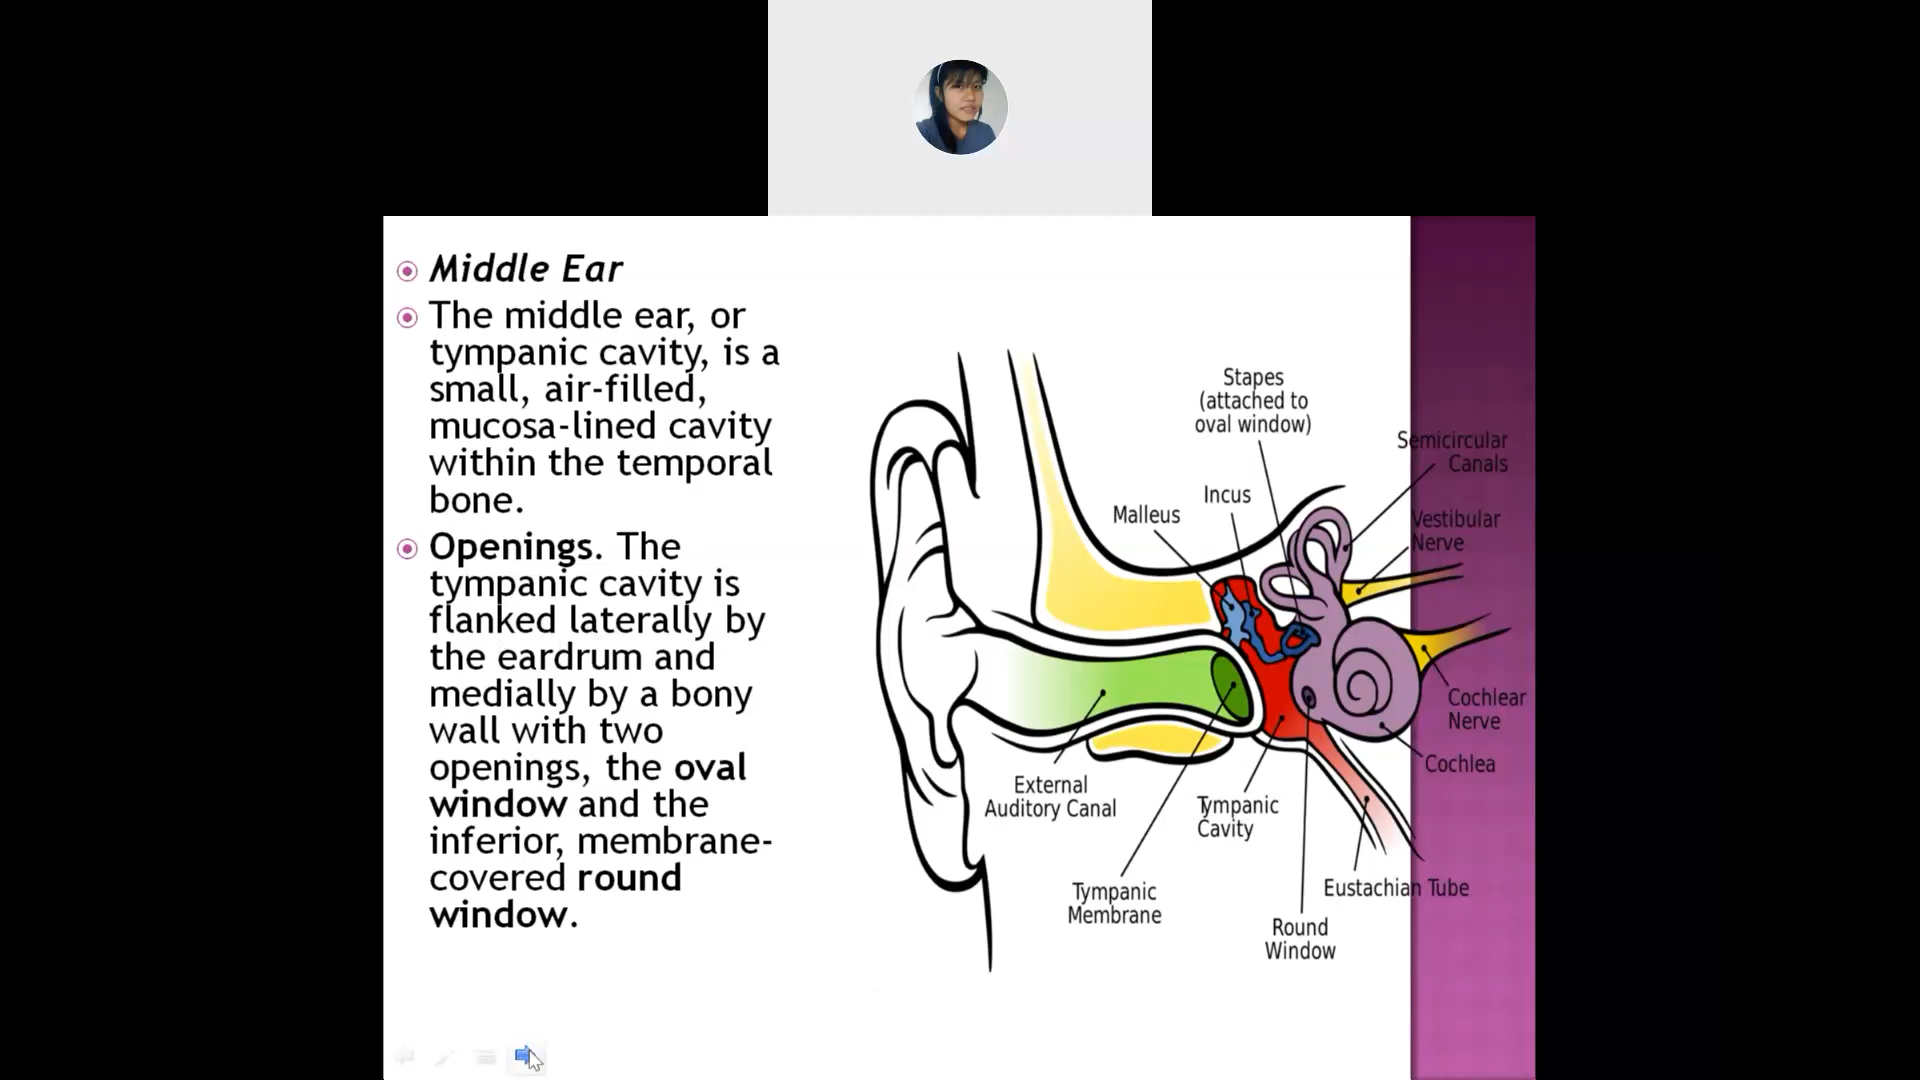 Middle Ear
The middle ear, or
tympanic cavity, is a
small, air-filled,
mucosa-lined cavity
within the temporal
bone.
Openings. The
tympanic cavity is
flanked laterally by
the eardrum and
medially by a bony
wall with two
openings, the oval
window and the
inferior, membrane-
covered round
window.
Stapes
(attached to
oval window)
Semicircular
Canals
Incus
Malleus
Vestibular
Nerve
Cochlear
Nerve
Cochlea
External
Auditory Canal
Tympanic
Cavity
Tympanic
Membrane
Eustachian Tube
Round
Window